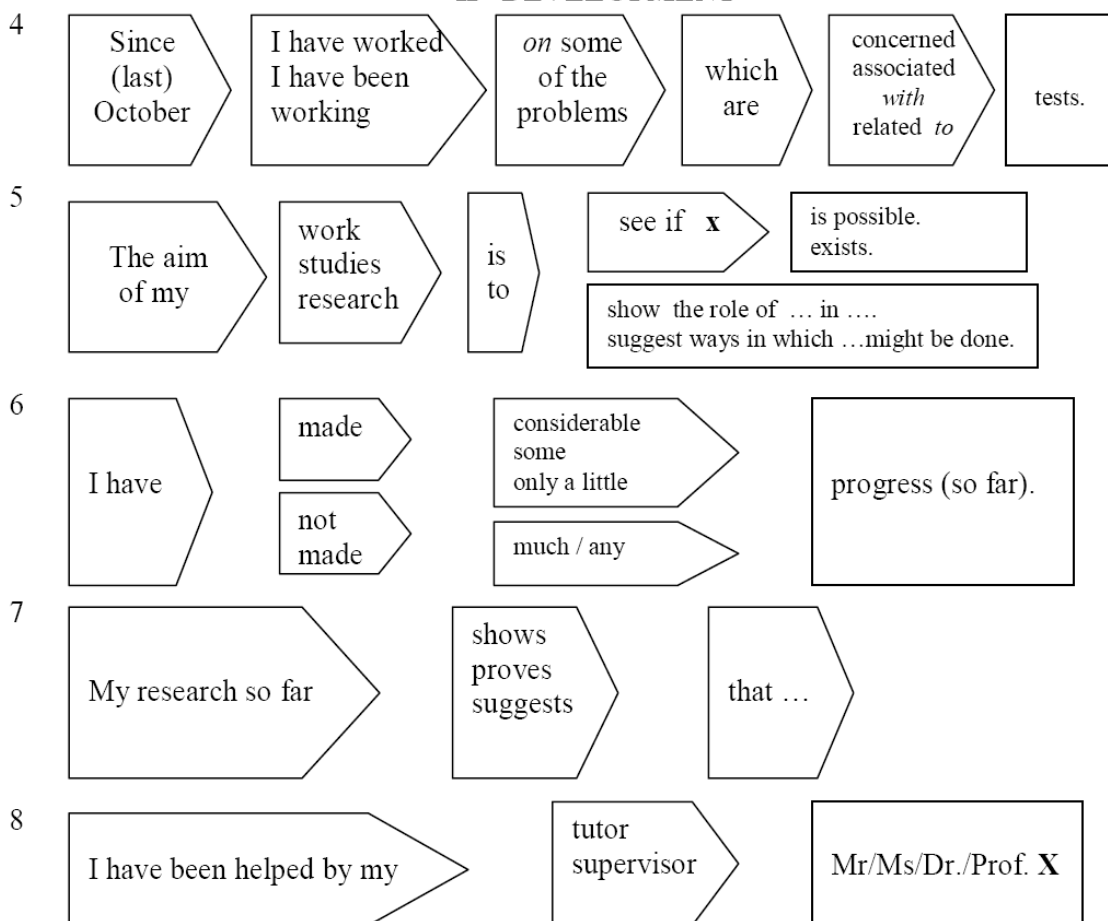 4
Since
(last)
October
I have worked
I have been
working
on some
of the
problems
which
are
concerned
associated
with
related to
tests.
5
The aim
of my
work
studies
research
is
to
see if x
is possible.
exists.
show the role of … in ….
suggest ways in which …might be done.
6
I have
made
not
made
considerable
some
only a little
much / any
progress (so far).
7
My research so far
shows
proves
suggests
that …
8
I have been helped by my
tutor
supervisor
Mr/Ms/Dr./Prof. X